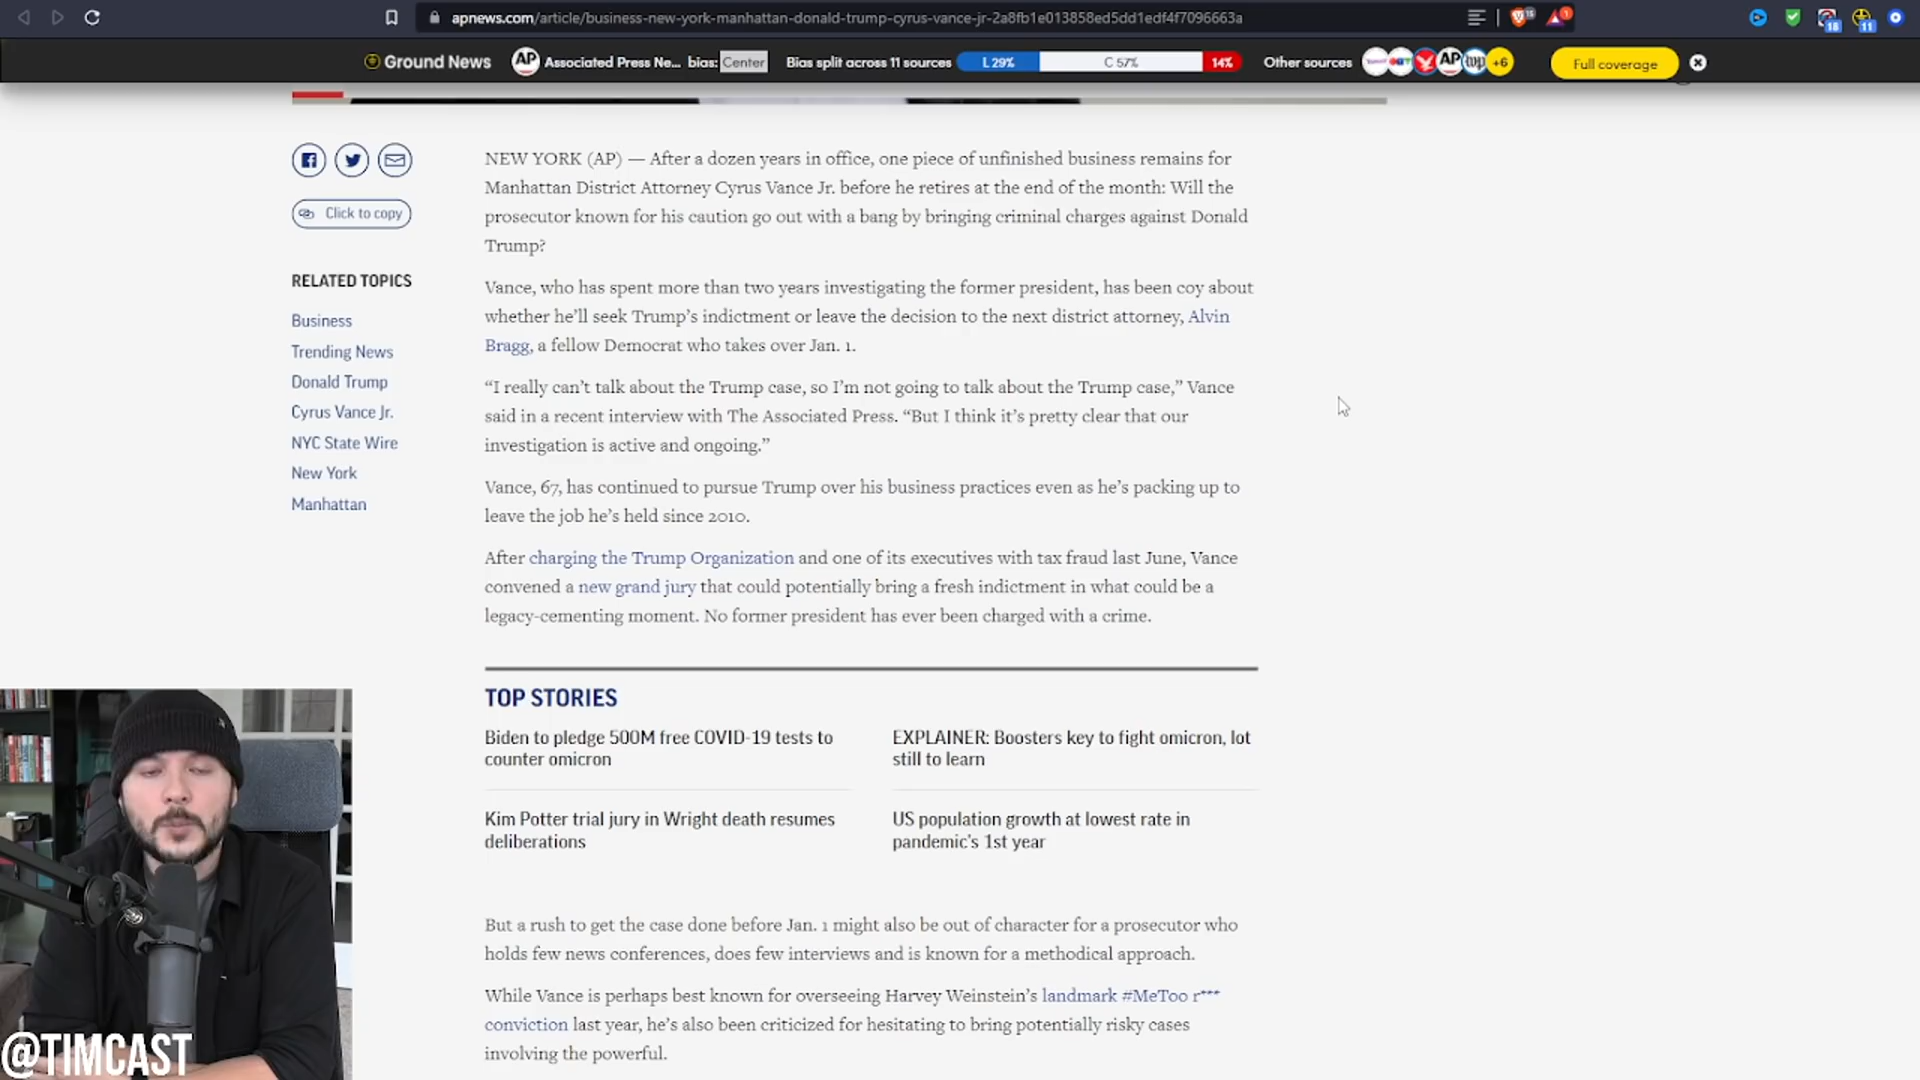 apnews.com/article/business-new-york-manhattan-donald-trump-cyrus-vance-jr-2a8fb1e013858ed5dd1edf4f7096663a
15
1
18
11
Ground News
AP
Associated Press Ne... bias: Center
Bias split across 11 sources
L 29%
C 57%
14%
Other sources
AP
wp
+6
Full coverage
Click to copy
RELATED TOPICS
Business
Trending News
Donald Trump
Cyrus Vance Jr.
NYC State Wire
New York
Manhattan
NEW YORK (AP) — After a dozen years in office, one piece of unfinished business remains for
Manhattan District Attorney Cyrus Vance Jr. before he retires at the end of the month: Will the
prosecutor known for his caution go out with a bang by bringing criminal charges against Donald
Trump?
Vance, who has spent more than two years investigating the former president, has been coy about
whether he’ll seek Trump’s indictment or leave the decision to the next district attorney, Alvin
Bragg, a fellow Democrat who takes over Jan. 1.
“I really can’t talk about the Trump case, so I’m not going to talk about the Trump case,” Vance
said in a recent interview with The Associated Press. “But I think it’s pretty clear that our
investigation is active and ongoing.”
Vance, 67, has continued to pursue Trump over his business practices even as he’s packing up to
leave the job he’s held since 2010.
After charging the Trump Organization and one of its executives with tax fraud last June, Vance
convened a new grand jury that could potentially bring a fresh indictment in what could be a
legacy-cementing moment. No former president has ever been charged with a crime.
TOP STORIES
Biden to pledge 500M free COVID-19 tests to
counter omicron
EXPLAINER: Boosters key to fight omicron, lot
still to learn
Kim Potter trial jury in Wright death resumes
deliberations
US population growth at lowest rate in
pandemic’s 1st year
But a rush to get the case done before Jan. 1 might also be out of character for a prosecutor who
holds few news conferences, does few interviews and is known for a methodical approach.
While Vance is perhaps best known for overseeing Harvey Weinstein’s landmark #MeToo r***
conviction last year, he’s also been criticized for hesitating to bring potentially risky cases
involving the powerful.
@TIMCAST